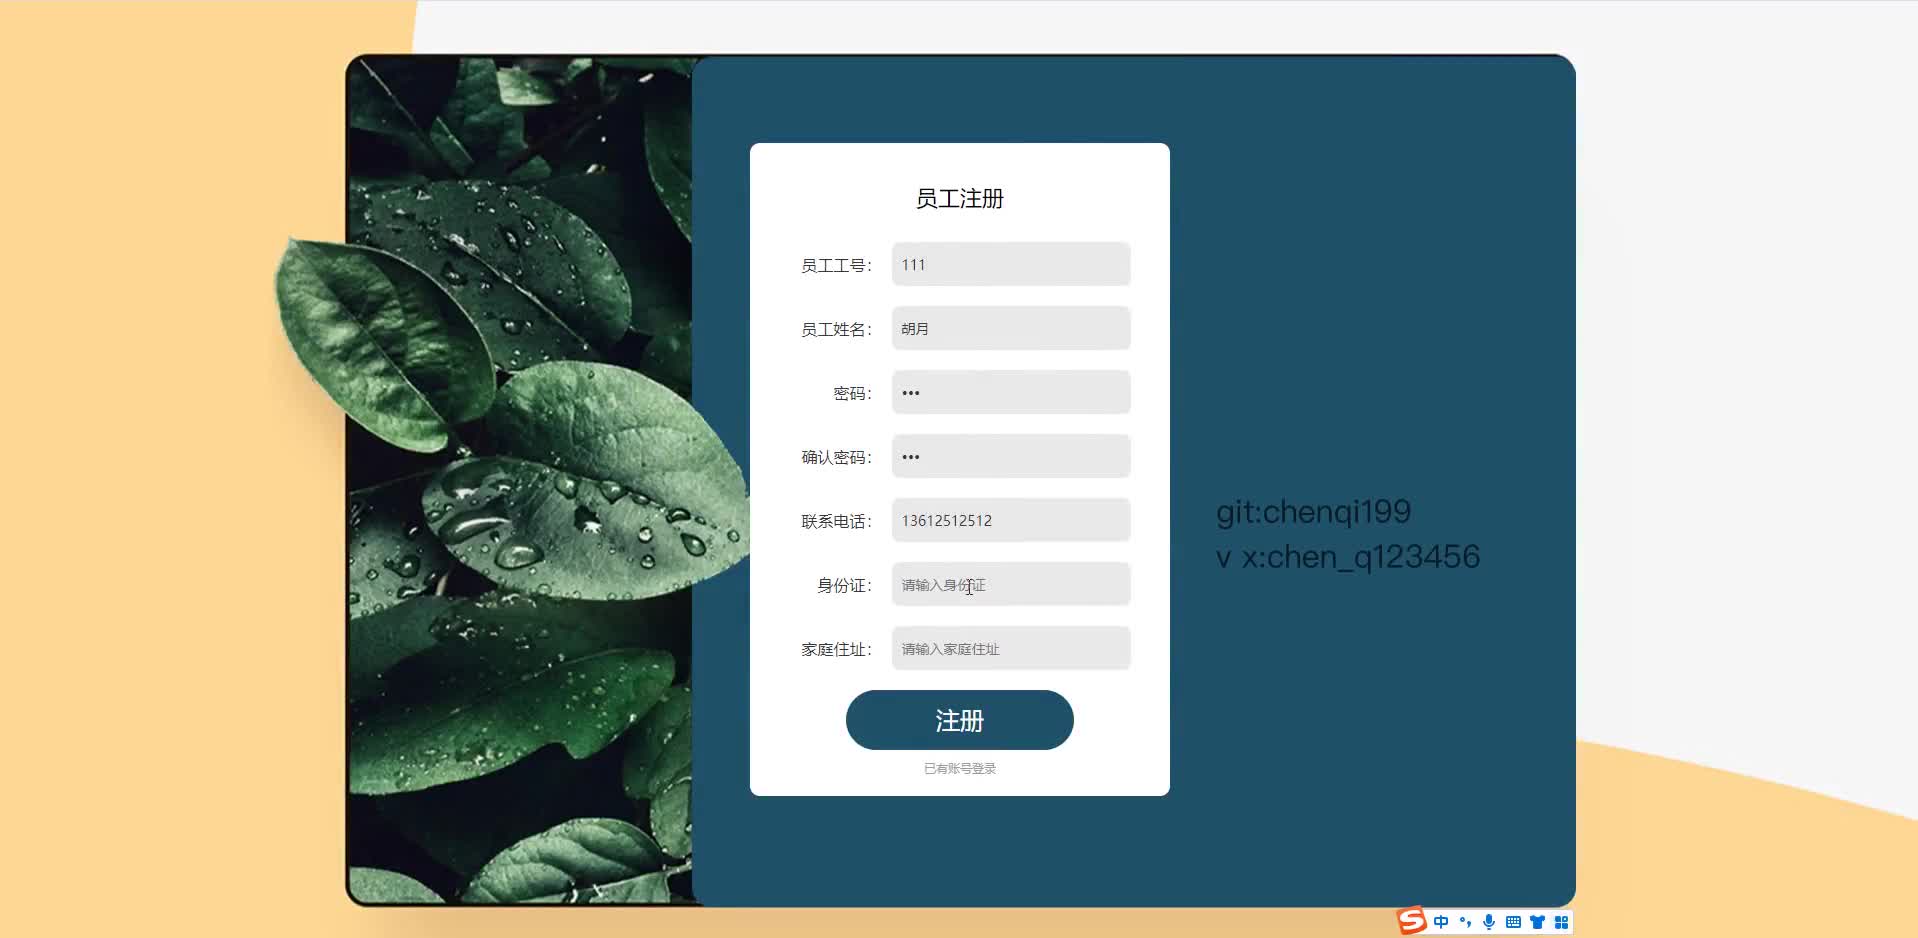 员工注册
员工工号： 111
员工姓名： 胡月
密码： •••
确认密码： •••
联系电话： 13612512512
身份证： 请输入身份证
家庭住址： 请输入家庭住址
注册
已有账号登录
git:chenqi199
v x:chen_q123456
S 中